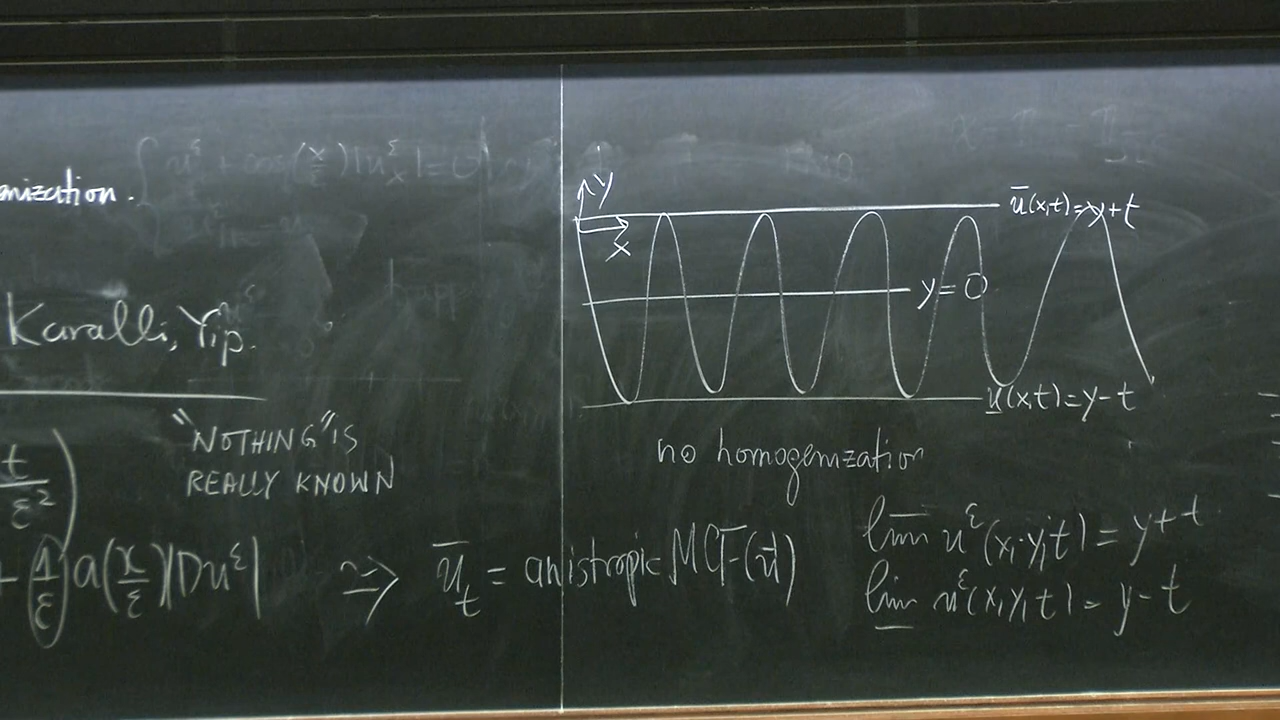 nization.
Karalli, Yip.
"NOTHING" IS
REALLY KNOWN
t/ε²)
+ (1/ε) a(x/ε)|Du^ε| ⇒ ū_t = anistropic MCF(ū)
y
x
ū(x,t)=y+t
y=0
u̲(x,t)=y-t
no homogenization
lim‾ u^ε(x,y,t) = y+t
lim̲ u^ε(x,y,t) = y-t